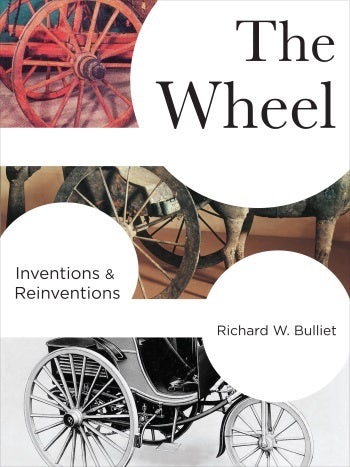 The
Wheel
Inventions &
Reinventions
Richard W. Bulliet